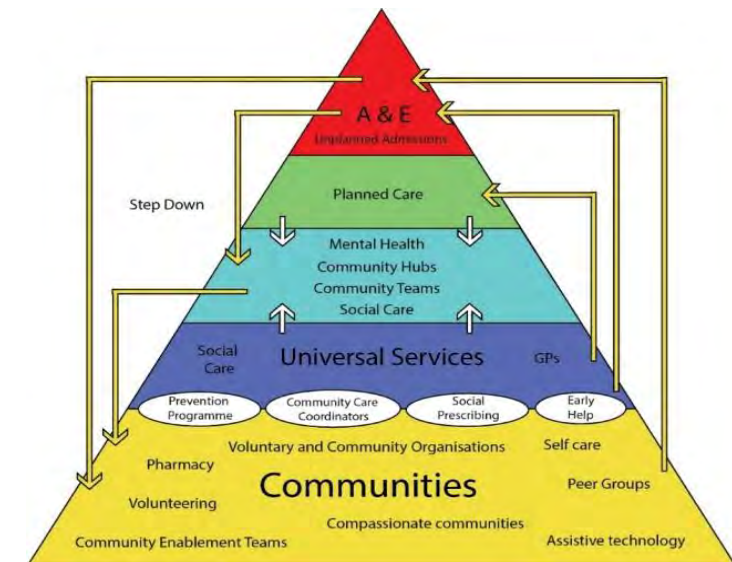 A & E
Unplanned Admissions
Step Down
Planned Care
Mental Health
Community Hubs
Community Teams
Social Care
Social
Care
Universal Services
GPs
Prevention
Programme
Community Care
Coordinators
Social
Prescribing
Early
Help
Voluntary and Community Organisations
Self care
Pharmacy
Communities
Peer Groups
Volunteering
Compassionate communities
Community Enablement Teams
Assistive technology